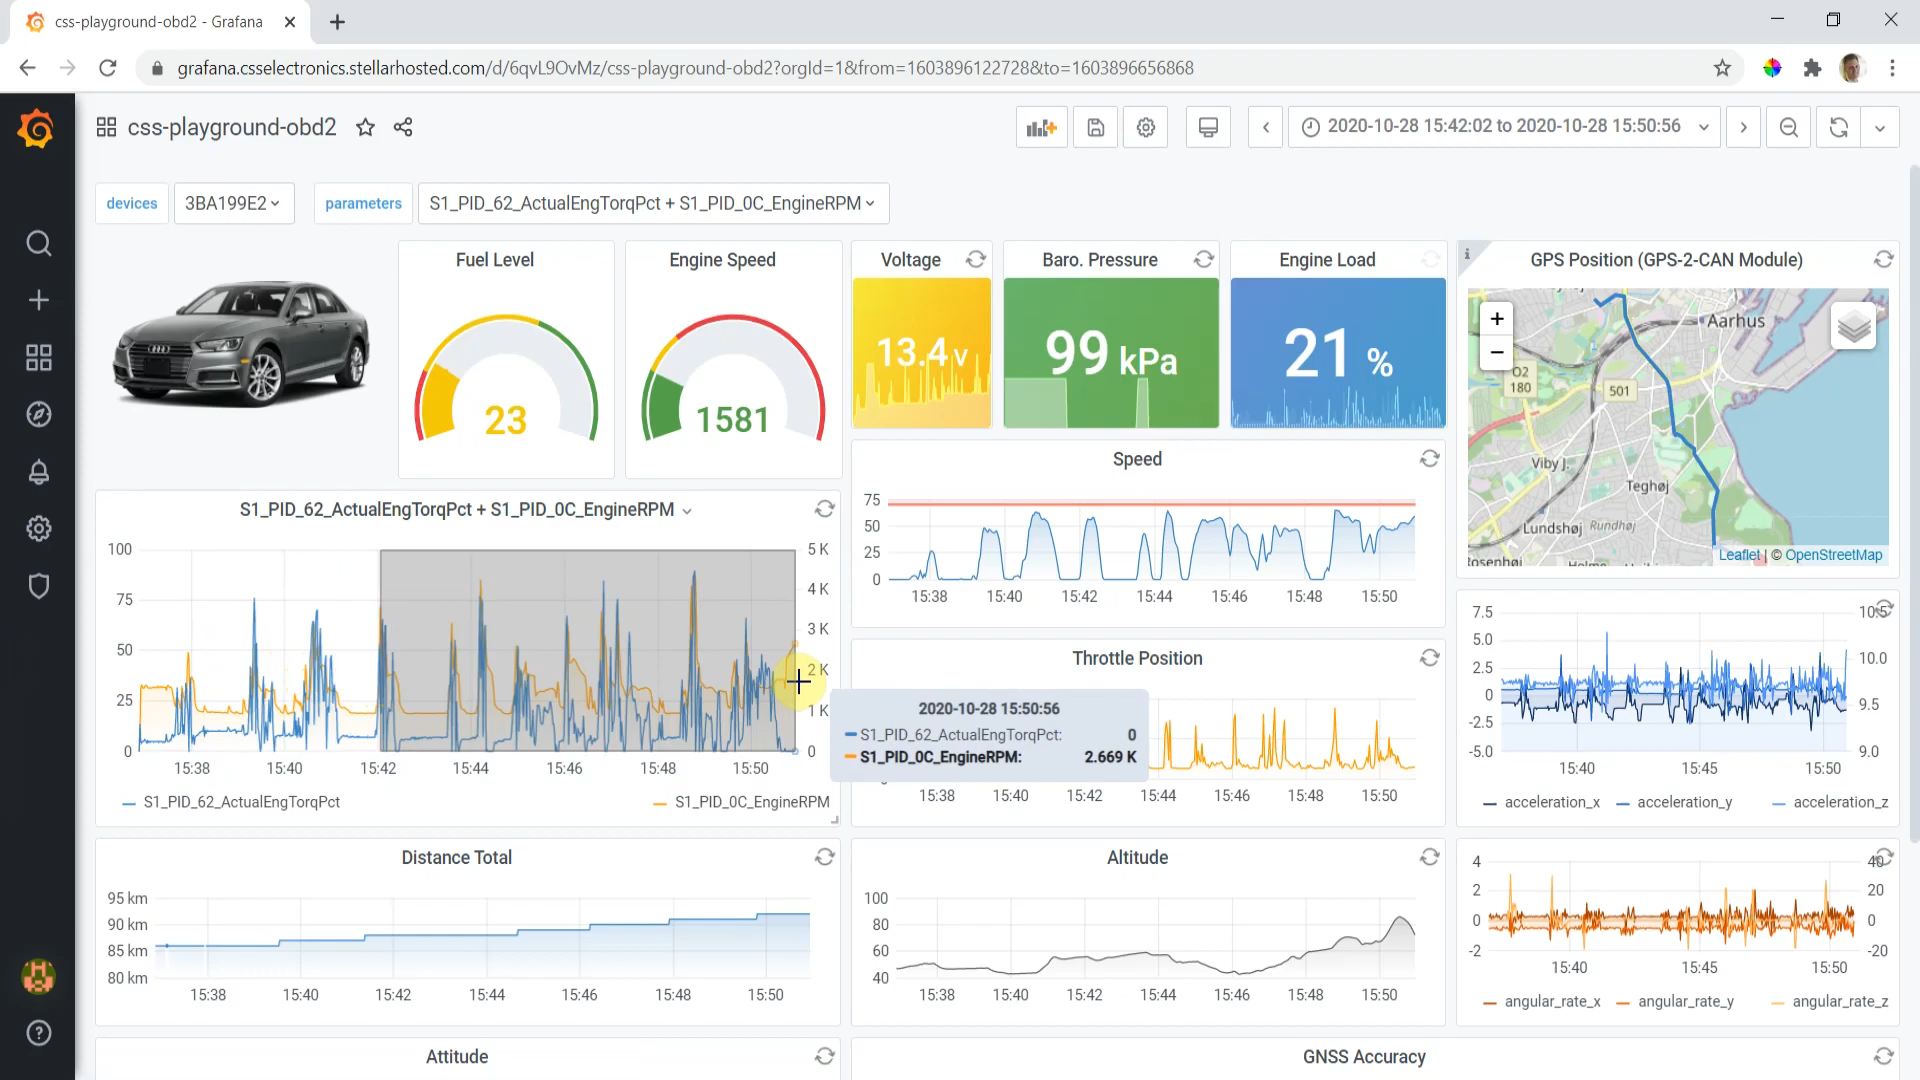 css-playground-obd2 - Grafana
grafana.csselectronics.stellarhosted.com/d/6qvL9OvMz/css-playground-obd2?orgId=1&from=1603896122728&to=1603896656868
css-playground-obd2
2020-10-28 15:42:02 to 2020-10-28 15:50:56
devices
3BA199E2
parameters
S1_PID_62_ActualEngTorqPct + S1_PID_0C_EngineRPM
Fuel Level
23
Engine Speed
1581
Voltage
13.4 v
Baro. Pressure
99 kPa
Engine Load
21 %
i
GPS Position (GPS-2-CAN Module)
+
−
Aarhus
O2
180
501
Viby J.
Teghøj
Lundshøj
Rundhøj
Leaflet | © OpenStreetMap
S1_PID_62_ActualEngTorqPct + S1_PID_0C_EngineRPM
100
75
50
25
0
5 K
4 K
3 K
2 K
1 K
0
15:38 15:40 15:42 15:44 15:46 15:48 15:50
S1_PID_62_ActualEngTorqPct
S1_PID_0C_EngineRPM
Speed
75
50
25
0
15:38 15:40 15:42 15:44 15:46 15:48 15:50
Throttle Position
15:38 15:40 15:42 15:44 15:46 15:48 15:50
2020-10-28 15:50:56
S1_PID_62_ActualEngTorqPct: 0
S1_PID_0C_EngineRPM: 2.669 K
7.5
5.0
2.5
0
-2.5
-5.0
10.5
10.0
9.5
9.0
15:40 15:45 15:50
acceleration_x acceleration_y acceleration_z
Distance Total
95 km
90 km
85 km
80 km
15:38 15:40 15:42 15:44 15:46 15:48 15:50
Altitude
100
80
60
40
15:38 15:40 15:42 15:44 15:46 15:48 15:50
4
2
0
-2
40
20
0
-20
15:40 15:45 15:50
angular_rate_x angular_rate_y angular_rate_z
Attitude
GNSS Accuracy